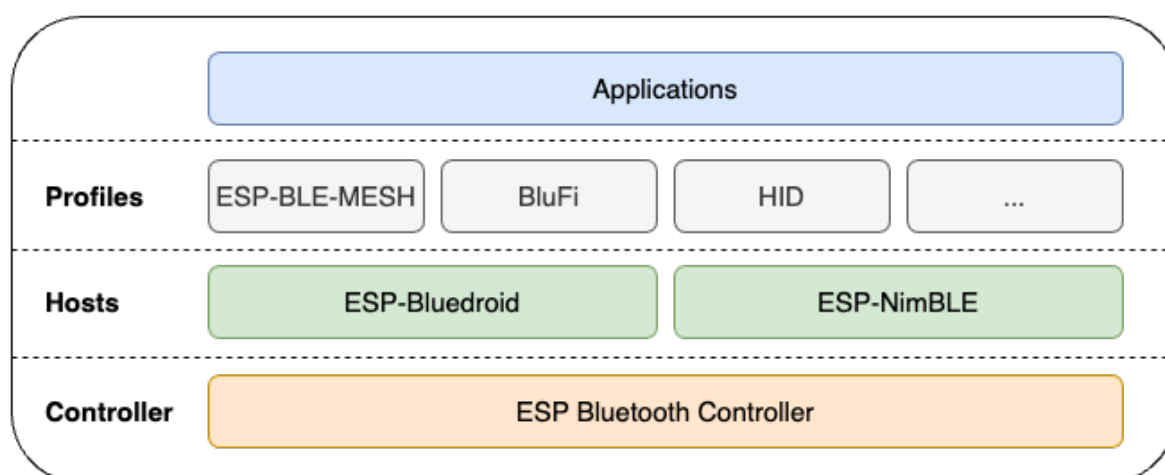 Applications
Profiles ESP-BLE-MESH BluFi HID ...
Hosts ESP-Bluedroid ESP-NimBLE
Controller ESP Bluetooth Controller